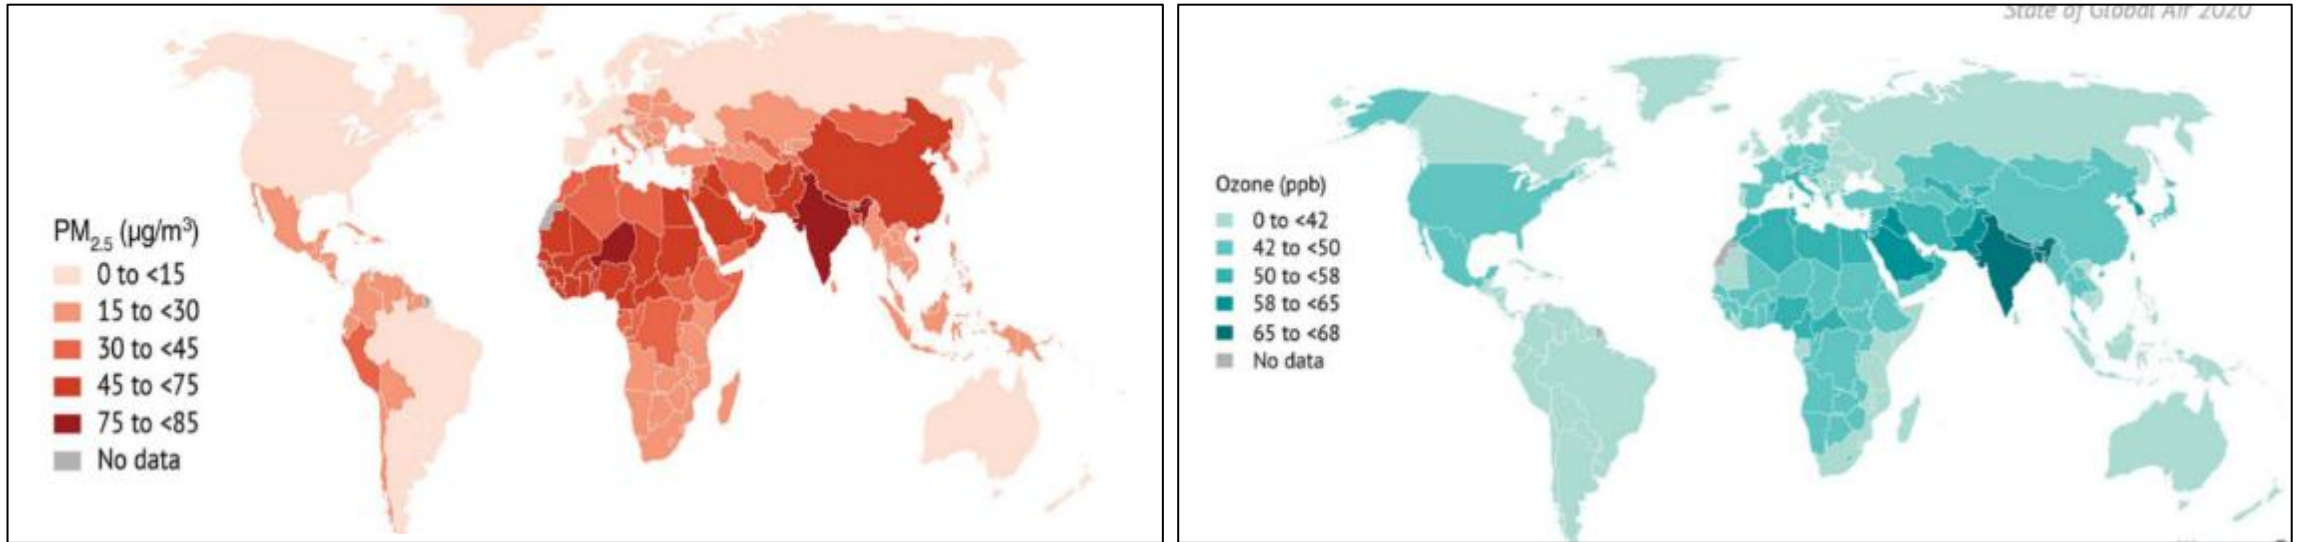 PM2.5 (µg/m³)
0 to <15
15 to <30
30 to <45
45 to <75
75 to <85
No data
State of Global Air 2020
Ozone (ppb)
0 to <42
42 to <50
50 to <58
58 to <65
65 to <68
No data